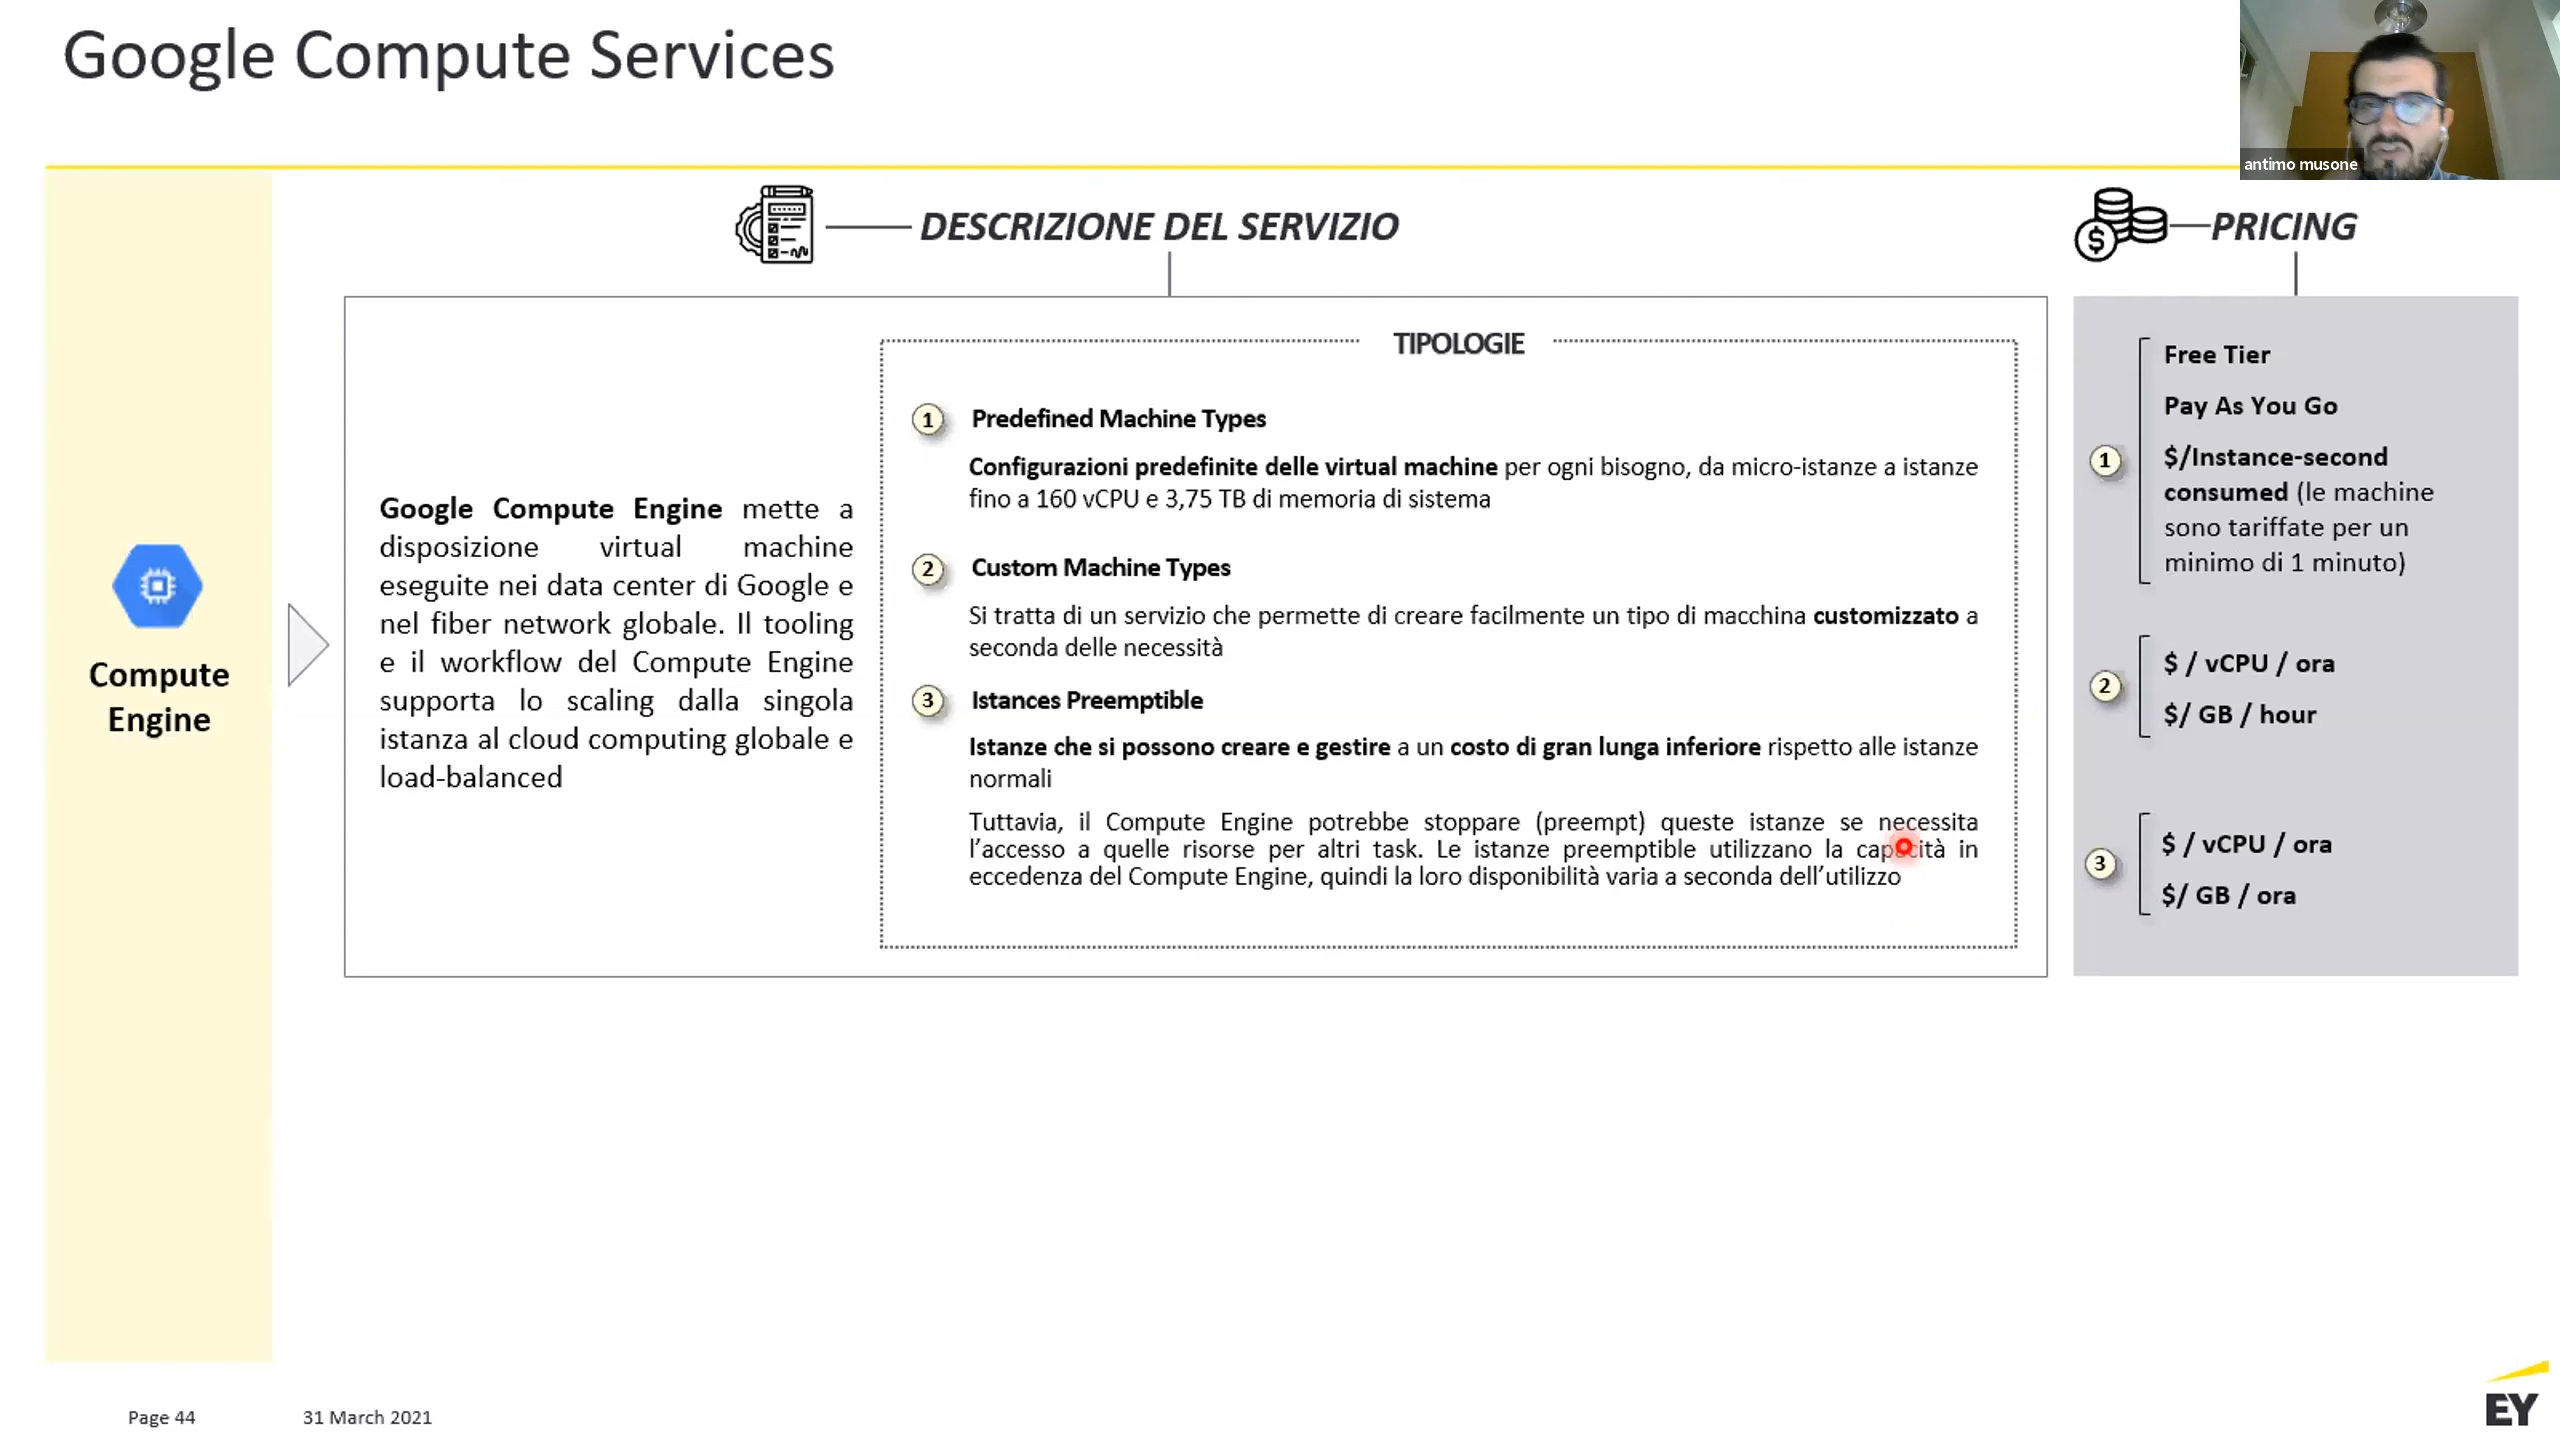 Google Compute Services
antimo musone
DESCRIZIONE DEL SERVIZIO
PRICING
Compute
Engine
Google Compute Engine mette a
disposizione virtual machine
eseguite nei data center di Google e
nel fiber network globale. Il tooling
e il workflow del Compute Engine
supporta lo scaling dalla singola
istanza al cloud computing globale e
load-balanced
TIPOLOGIE
1 Predefined Machine Types
Configurazioni predefinite delle virtual machine per ogni bisogno, da micro-istanze a istanze
fino a 160 vCPU e 3,75 TB di memoria di sistema
2 Custom Machine Types
Si tratta di un servizio che permette di creare facilmente un tipo di macchina customizzato a
seconda delle necessità
3 Istances Preemptible
Istanze che si possono creare e gestire a un costo di gran lunga inferiore rispetto alle istanze
normali
Tuttavia, il Compute Engine potrebbe stoppare (preempt) queste istanze se necessita
l’accesso a quelle risorse per altri task. Le istanze preemptible utilizzano la capacità in
eccedenza del Compute Engine, quindi la loro disponibilità varia a seconda dell’utilizzo
1
Free Tier
Pay As You Go
$/Instance-second
consumed (le machine
sono tariffate per un
minimo di 1 minuto)
2
$ / vCPU / ora
$/ GB / hour
3
$ / vCPU / ora
$/ GB / ora
Page 44
31 March 2021
EY